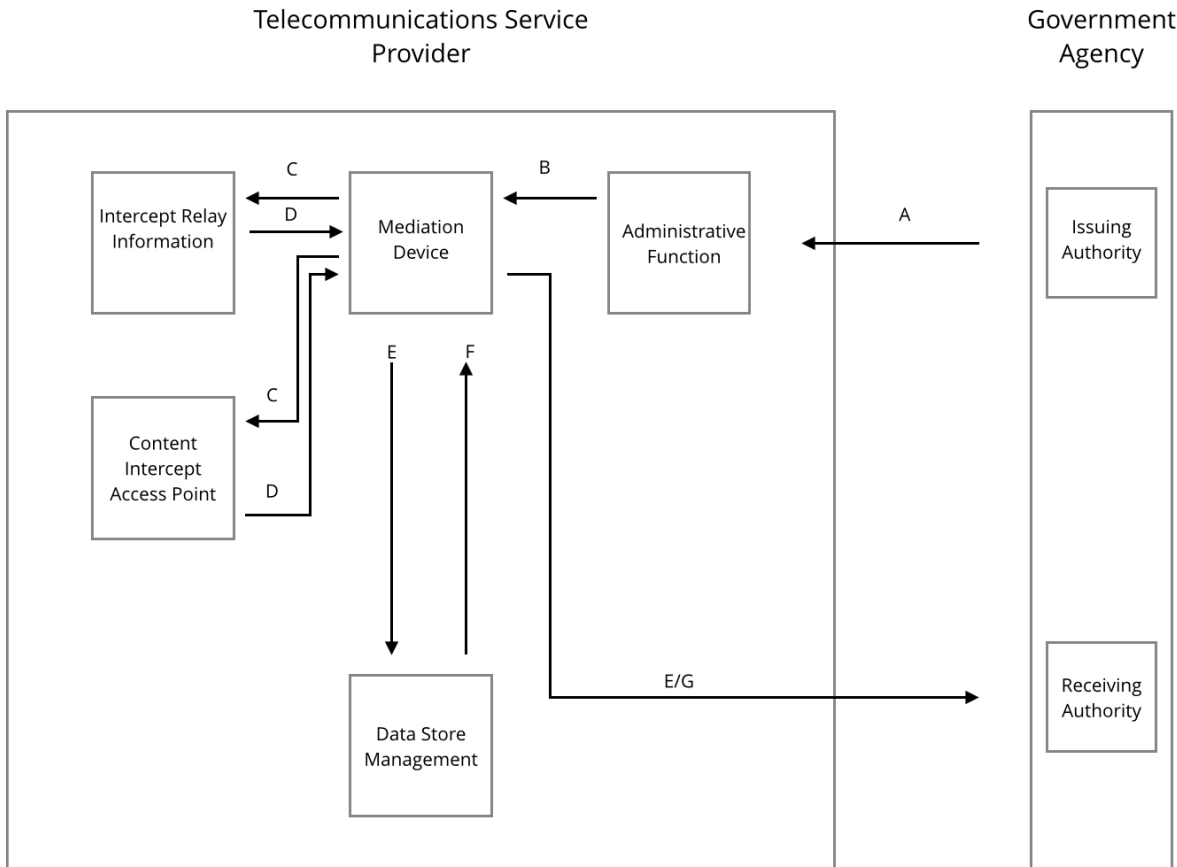 Telecommunications Service
Provider
Government
Agency
C
B
D
A
Intercept Relay
Information
Mediation
Device
Administrative
Function
Issuing
Authority
E
F
C
Content
Intercept
Access Point
D
E/G
Receiving
Authority
Data Store
Management